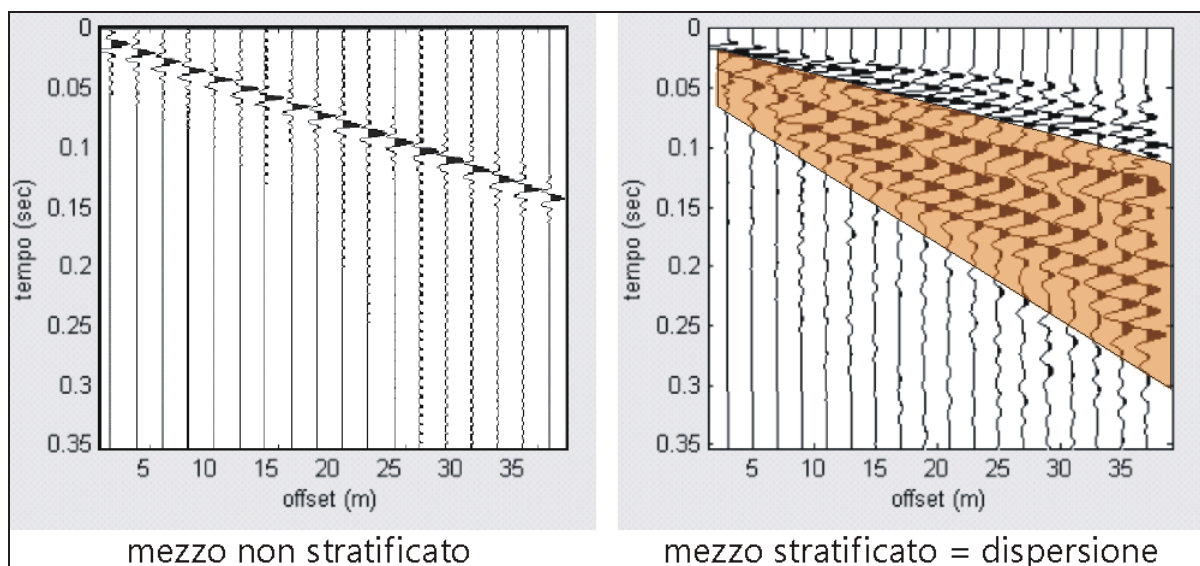 0
0.05
0.1
0.15
0.2
0.25
0.3
0.35
tempo (sec)
5 10 15 20 25 30 35
offset (m)
mezzo non stratificato
0
0.05
0.1
0.15
0.2
0.25
0.3
0.35
tempo (sec)
5 10 15 20 25 30 35
offset (m)
mezzo stratificato = dispersione